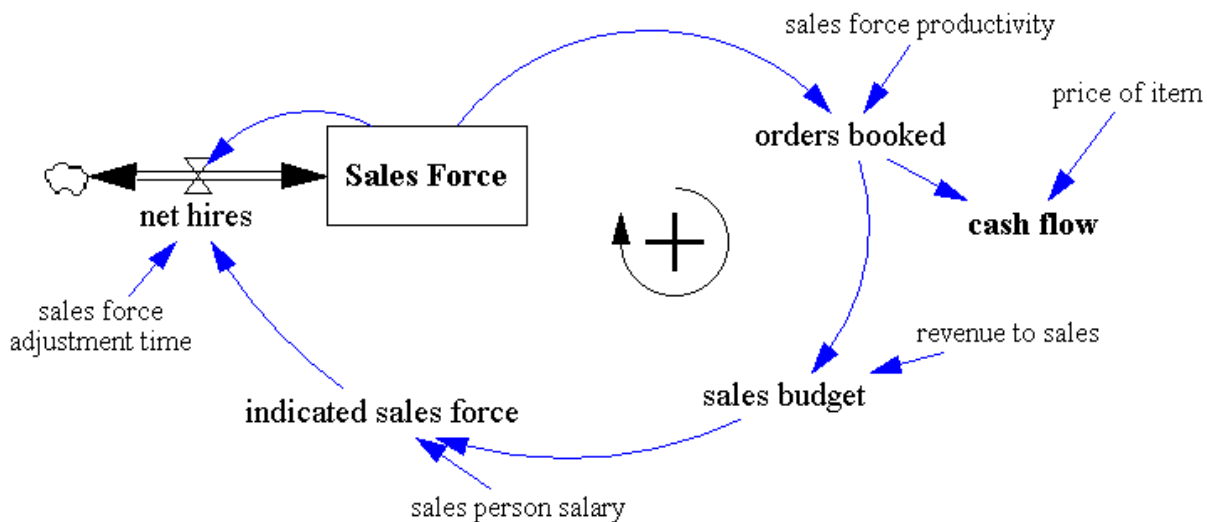 sales force productivity
price of item
orders booked
Sales Force
net hires
cash flow
sales force
adjustment time
revenue to sales
sales budget
indicated sales force
sales person salary